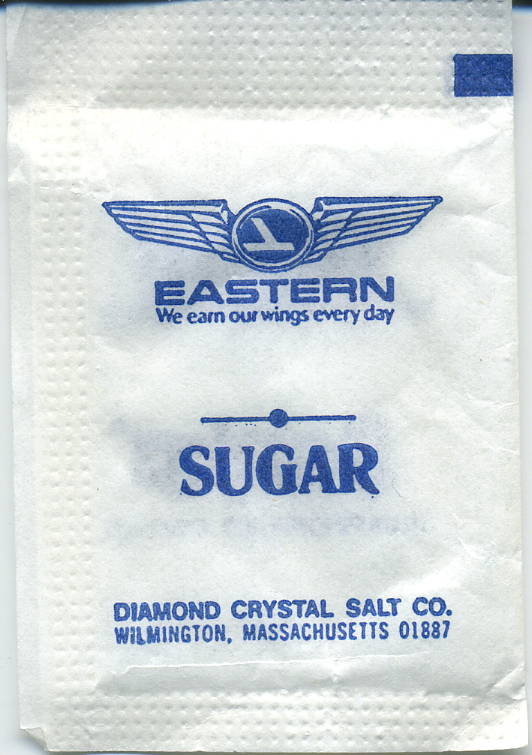 EASTERN
We earn our wings every day
SUGAR
DIAMOND CRYSTAL SALT CO.
WILMINGTON, MASSACHUSETTS 01887